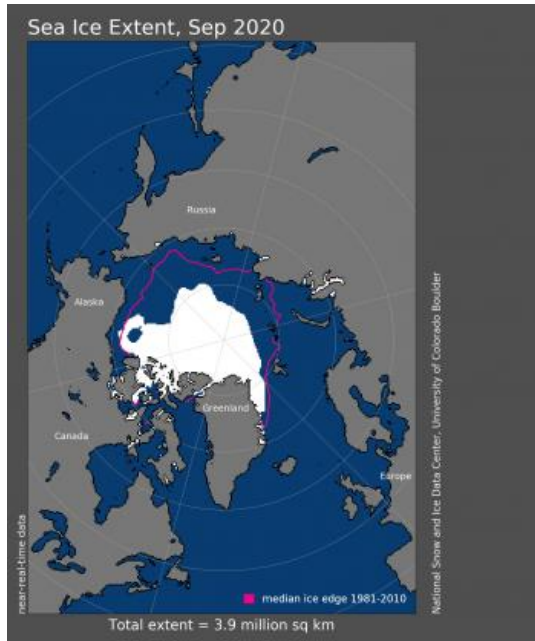 Sea Ice Extent, Sep 2020
Russia
Alaska
Greenland
Canada
Europe
near-real-time data
National Snow and Ice Data Center, University of Colorado Boulder
median ice edge 1981-2010
Total extent = 3.9 million sq km